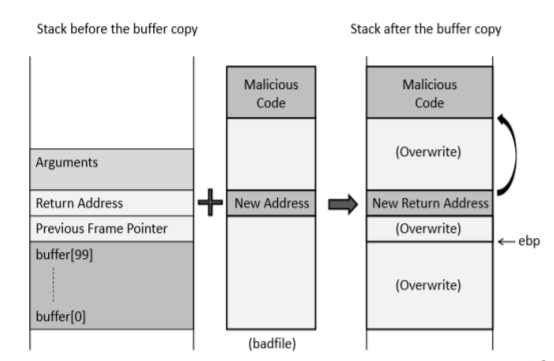 Stack before the buffer copy
Stack after the buffer copy
Arguments
Return Address
Previous Frame Pointer
buffer[99]
buffer[0]
Malicious
Code
New Address
(badfile)
Malicious
Code
(Overwrite)
New Return Address
(Overwrite)
ebp
(Overwrite)